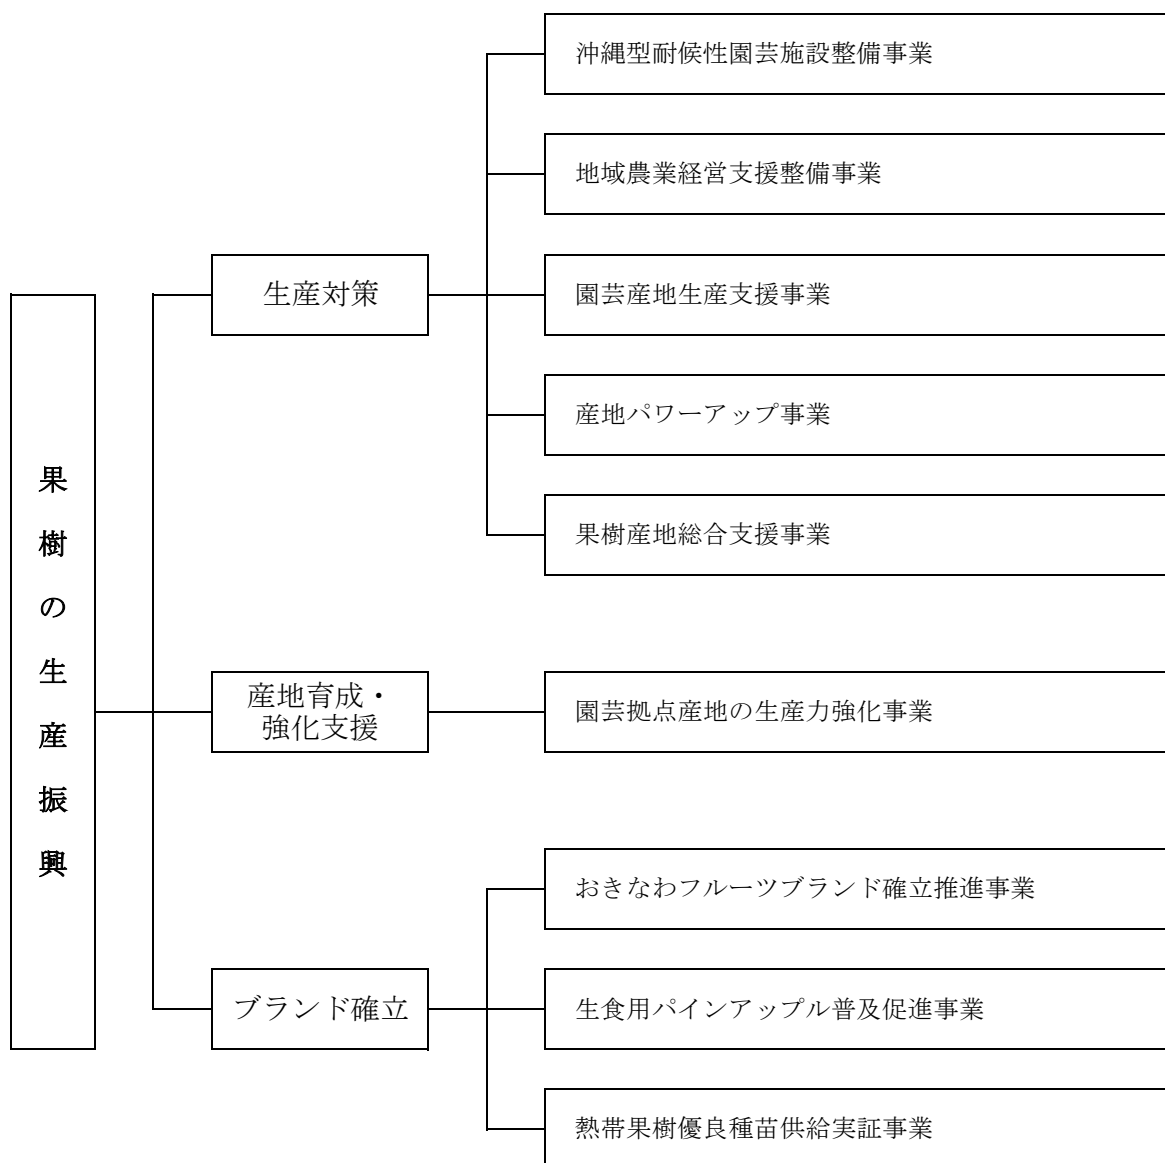 果樹の生産振興
生産対策
沖縄型耐候性園芸施設整備事業
地域農業経営支援整備事業
園芸産地生産支援事業
産地パワーアップ事業
果樹産地総合支援事業
産地育成・
強化支援
園芸拠点産地の生産力強化事業
ブランド確立
おきなわフルーツブランド確立推進事業
生食用パインアップル普及促進事業
熱帯果樹優良種苗供給実証事業